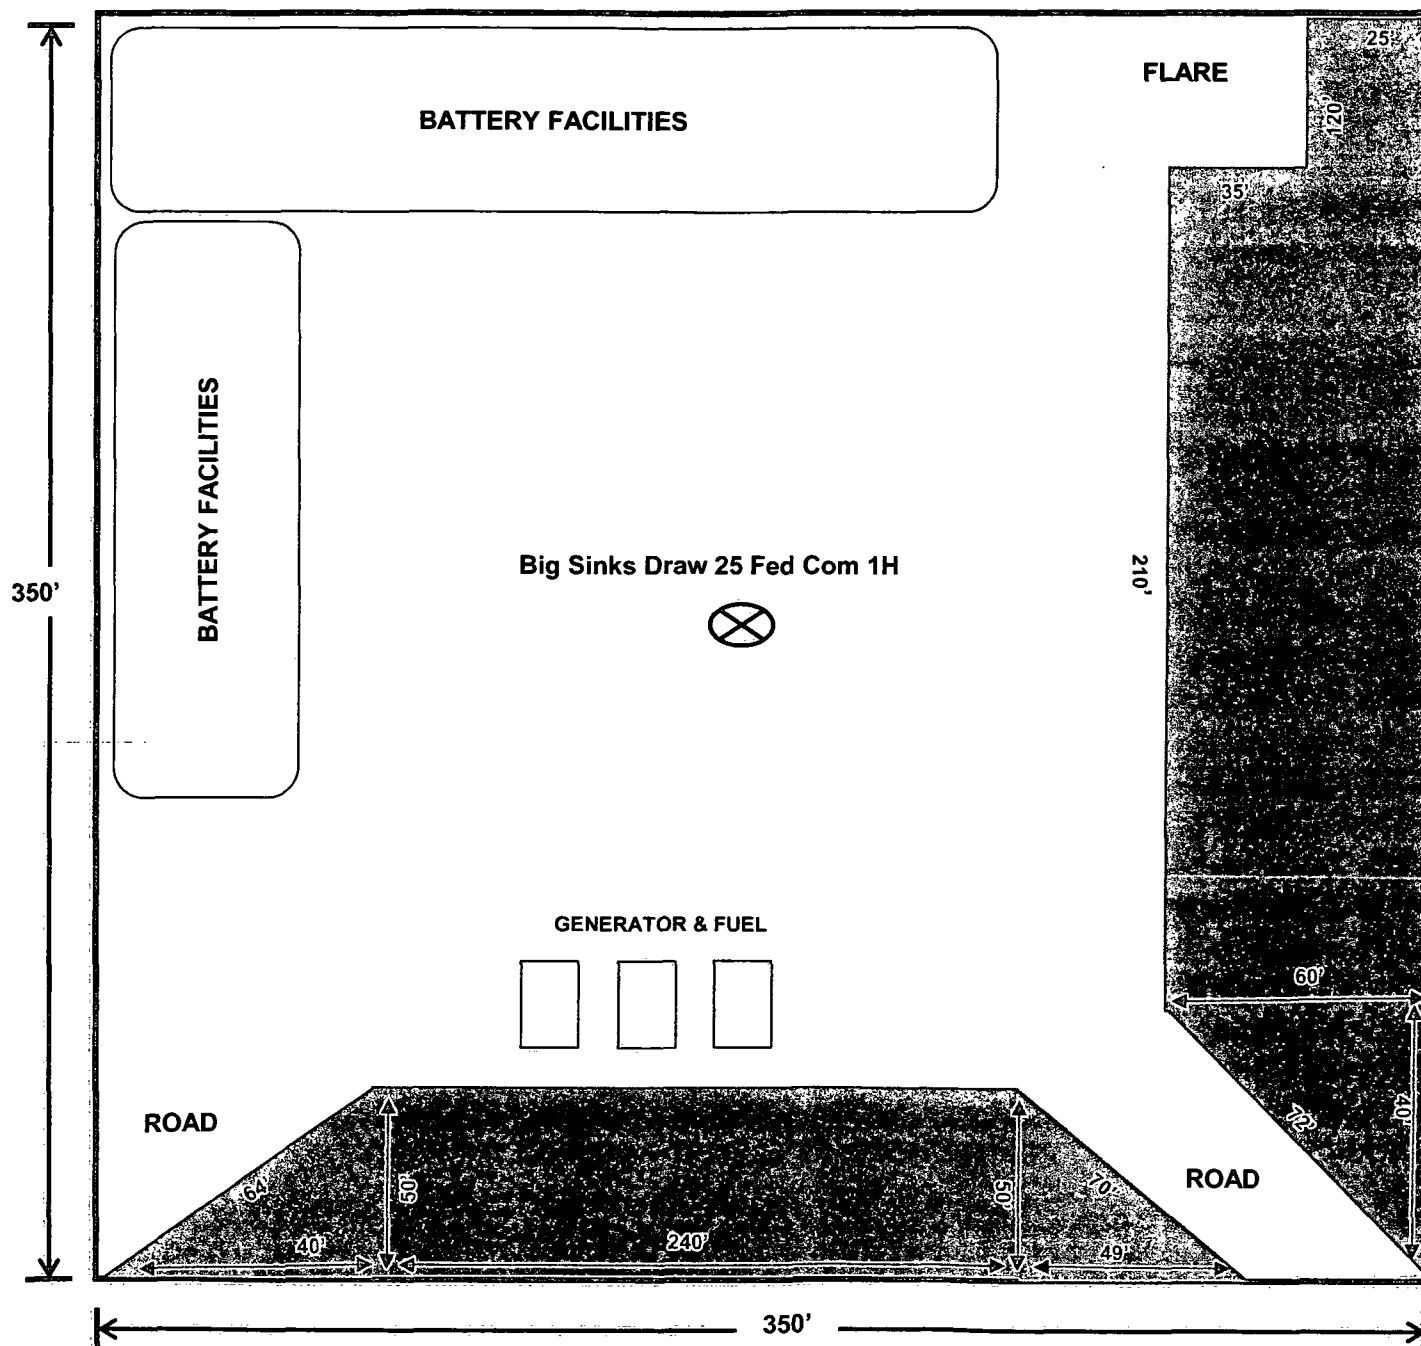 25'
FLARE
BATTERY FACILITIES
120'
35'
BATTERY FACILITIES
Big Sinks Draw 25 Fed Com 1H
210'
350'
GENERATOR & FUEL
60'
ROAD
40'
72'
64'
50'
50'
70'
ROAD
40'
240'
49'
350'